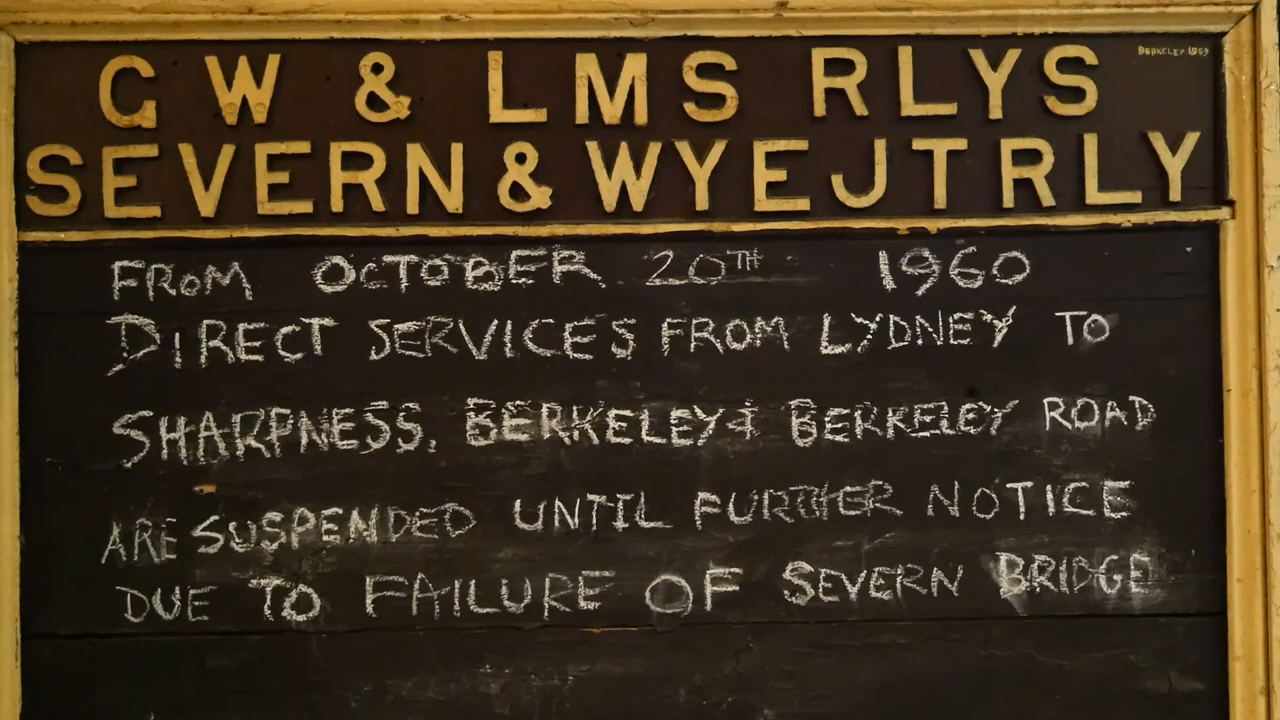 GW & LMS RLYS
BERKELEY 1969
SEVERN & WYE JT RLY
FROM OCTOBER 20TH 1960
DIRECT SERVICES FROM LYDNEY TO
SHARPNESS, BERKELEY & BERKELEY ROAD
ARE SUSPENDED UNTIL FURTHER NOTICE
DUE TO FAILURE OF SEVERN BRIDGE